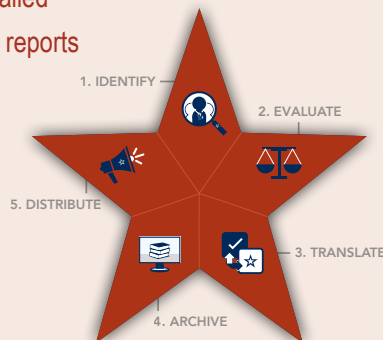 reports
1. IDENTIFY
2. EVALUATE
5. DISTRIBUTE
3. TRANSLATE
4. ARCHIVE